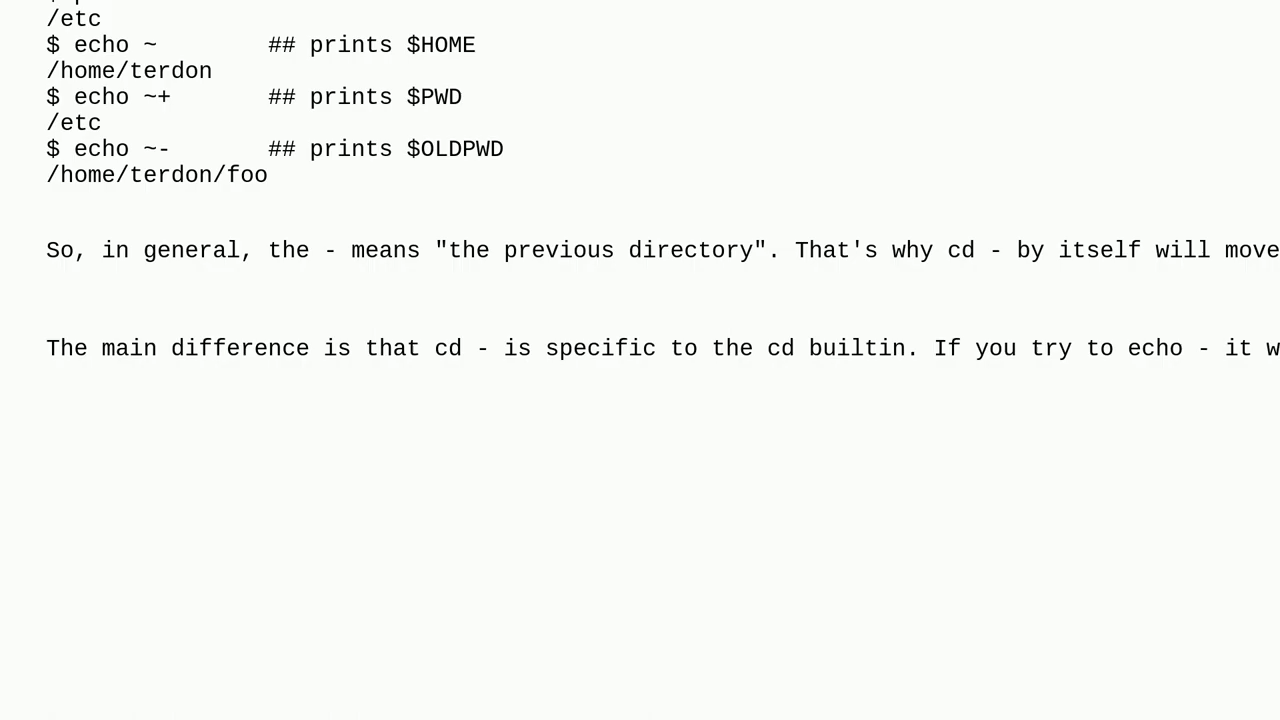 /etc
$ echo ~        ## prints $HOME
/home/terdon
$ echo ~+       ## prints $PWD
/etc
$ echo ~-       ## prints $OLDPWD
/home/terdon/foo
So, in general, the - means "the previous directory". That's why cd - by itself will move
The main difference is that cd - is specific to the cd builtin. If you try to echo - it